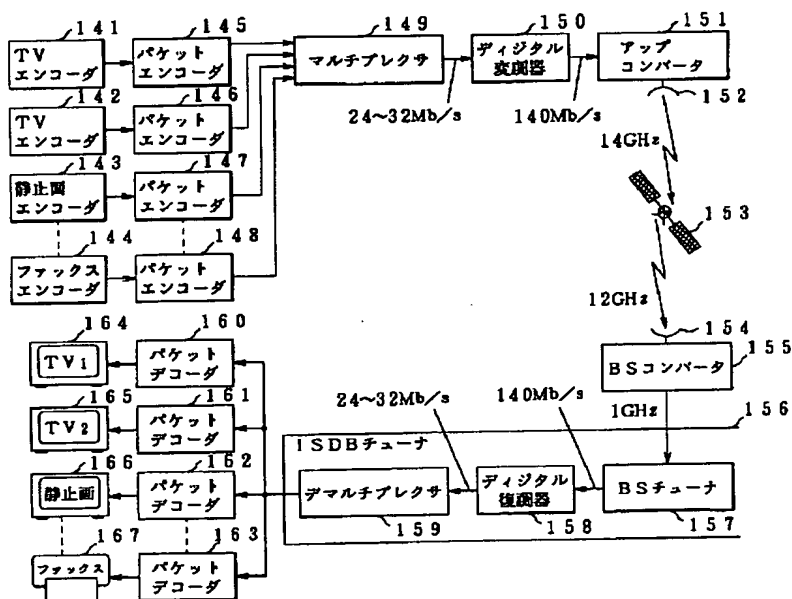 141
TV
エンコーダ
145
パケット
エンコーダ
142
TV
エンコーダ
146
パケット
エンコーダ
143
静止画
エンコーダ
147
パケット
エンコーダ
144
ファックス
エンコーダ
148
パケット
エンコーダ
149
マルチプレクサ
24~32Mb/s
150
ディジタル
変調器
140Mb/s
151
アップ
コンバータ
152
14GHz
153
12GHz
154
155
BSコンバータ
1GHz
156
ISDBチューナ
BSチューナ
157
140Mb/s
ディジタル
復調器
158
24~32Mb/s
デマルチプレクサ
159
160
パケット
デコーダ
164
TV1
161
パケット
デコーダ
165
TV2
162
パケット
デコーダ
166
静止画
163
パケット
デコーダ
167
ファックス